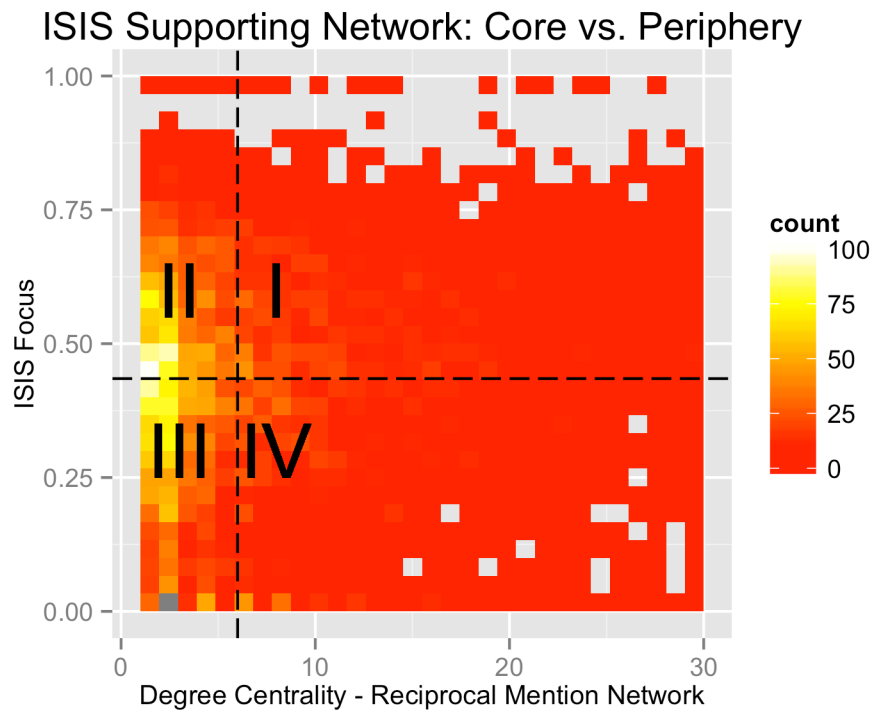 ISIS Supporting Network: Core vs. Periphery
1.00
0.75
0.50
0.25
0.00
ISIS Focus
II
I
III
IV
0
10
20
30
Degree Centrality - Reciprocal Mention Network
count
100
75
50
25
0